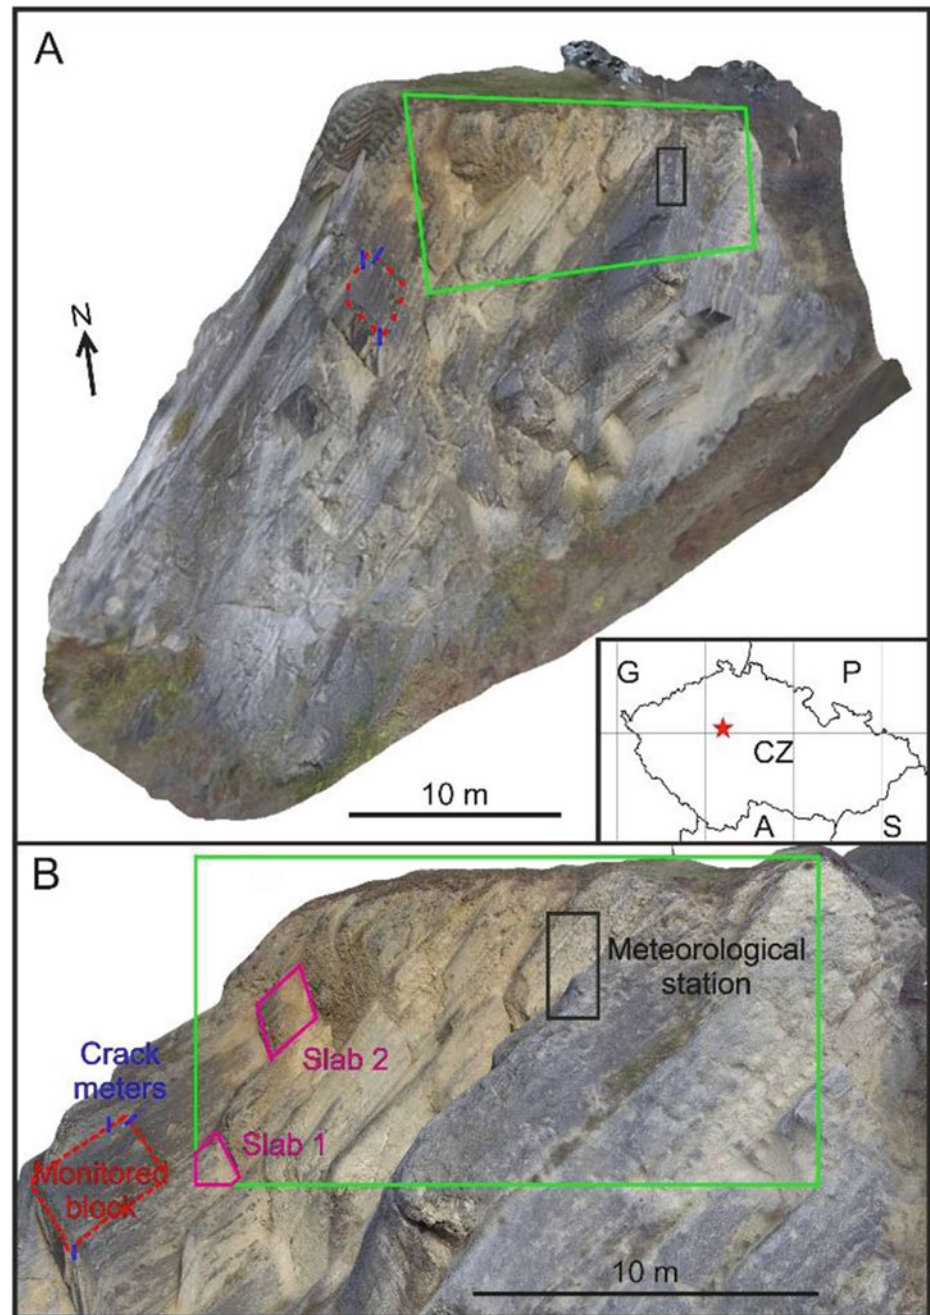 A
N
10 m
G
P
CZ
A
S
B
Meteorological
station
Slab 2
Crack
meters
Slab 1
Monitored
block
10 m